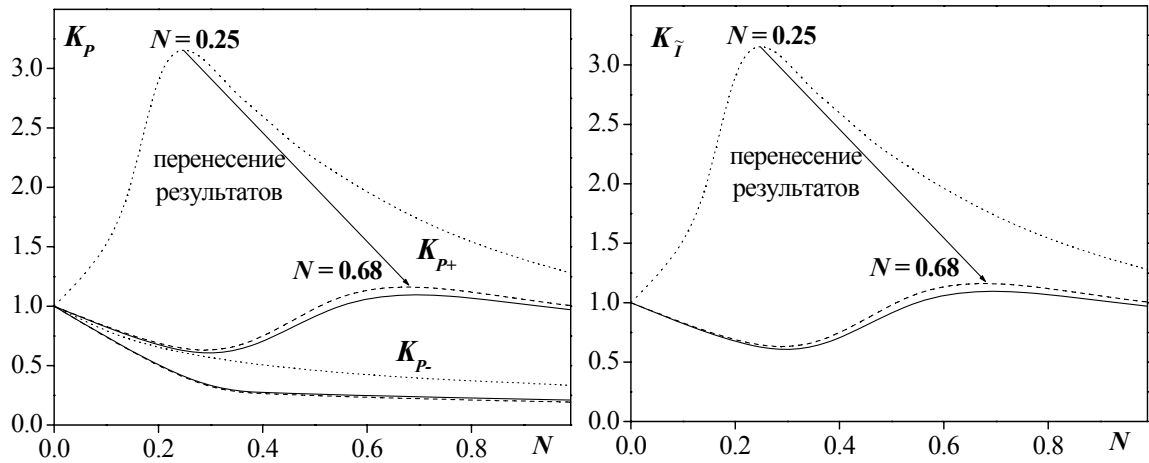 K_P
N = 0.25
3.0
2.5
перенесение
результатов
2.0
1.5
K_P+
N = 0.68
1.0
K_P-
0.5
0.0
0.0 0.2 0.4 0.6 0.8 N
K_Ĩ
N = 0.25
3.0
2.5
перенесение
результатов
2.0
1.5
N = 0.68
1.0
0.5
0.0
0.0 0.2 0.4 0.6 0.8 N